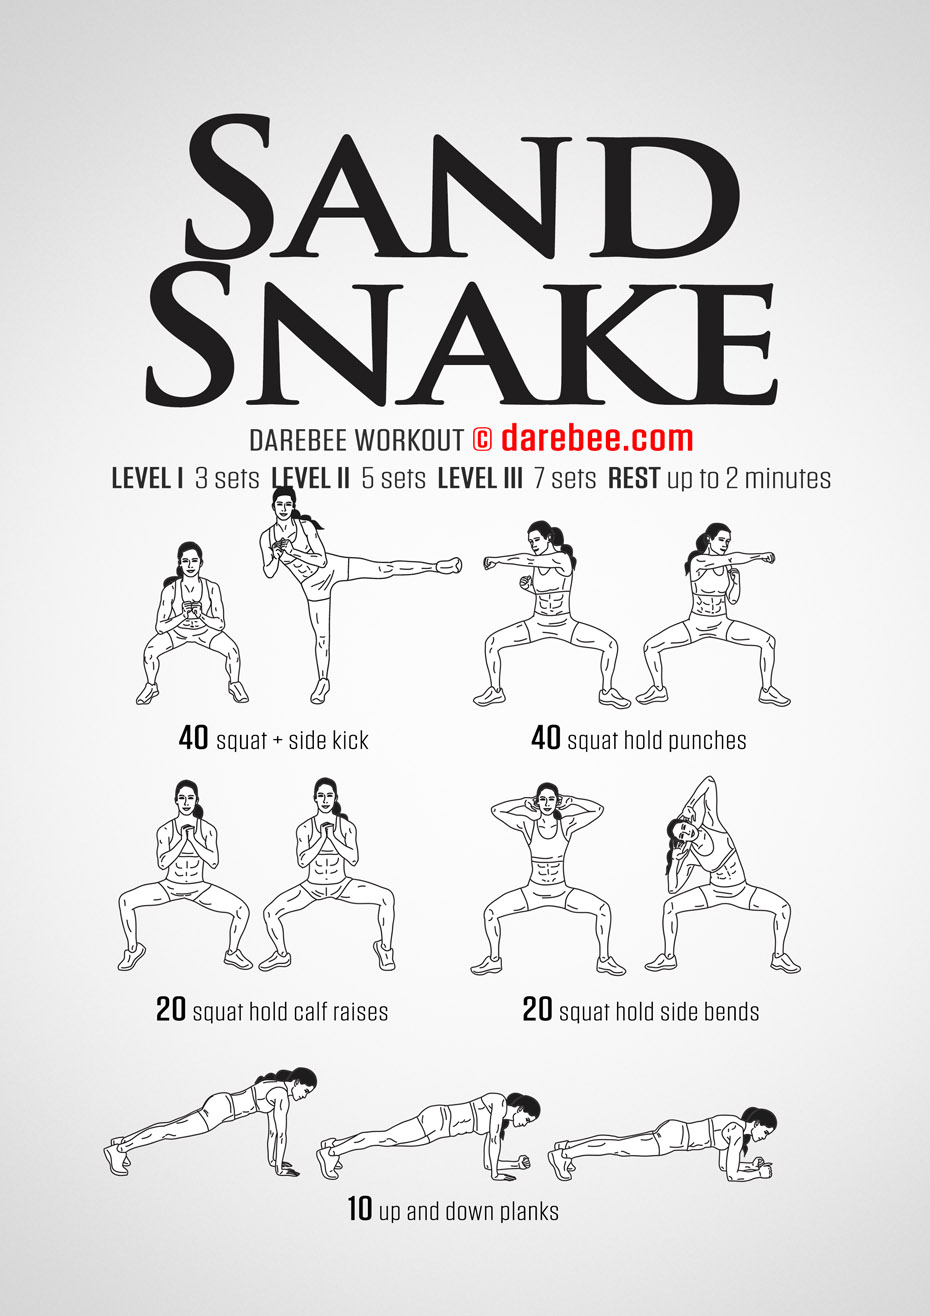 SAND
SNAKE
DAREBEE WORKOUT © darebee.com
LEVEL I 3 sets LEVEL II 5 sets LEVEL III 7 sets REST up to 2 minutes
40 squat + side kick
40 squat hold punches
20 squat hold calf raises
20 squat hold side bends
10 up and down planks